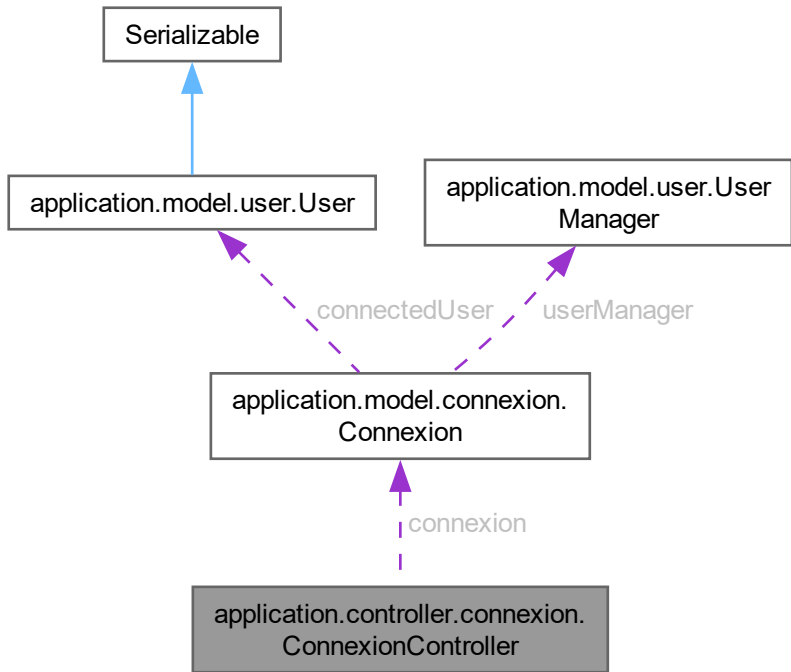 Serializable
application.model.user.User
application.model.user.User
Manager
connectedUser
userManager
application.model.connexion.
Connexion
connexion
application.controller.connexion.
ConnexionController